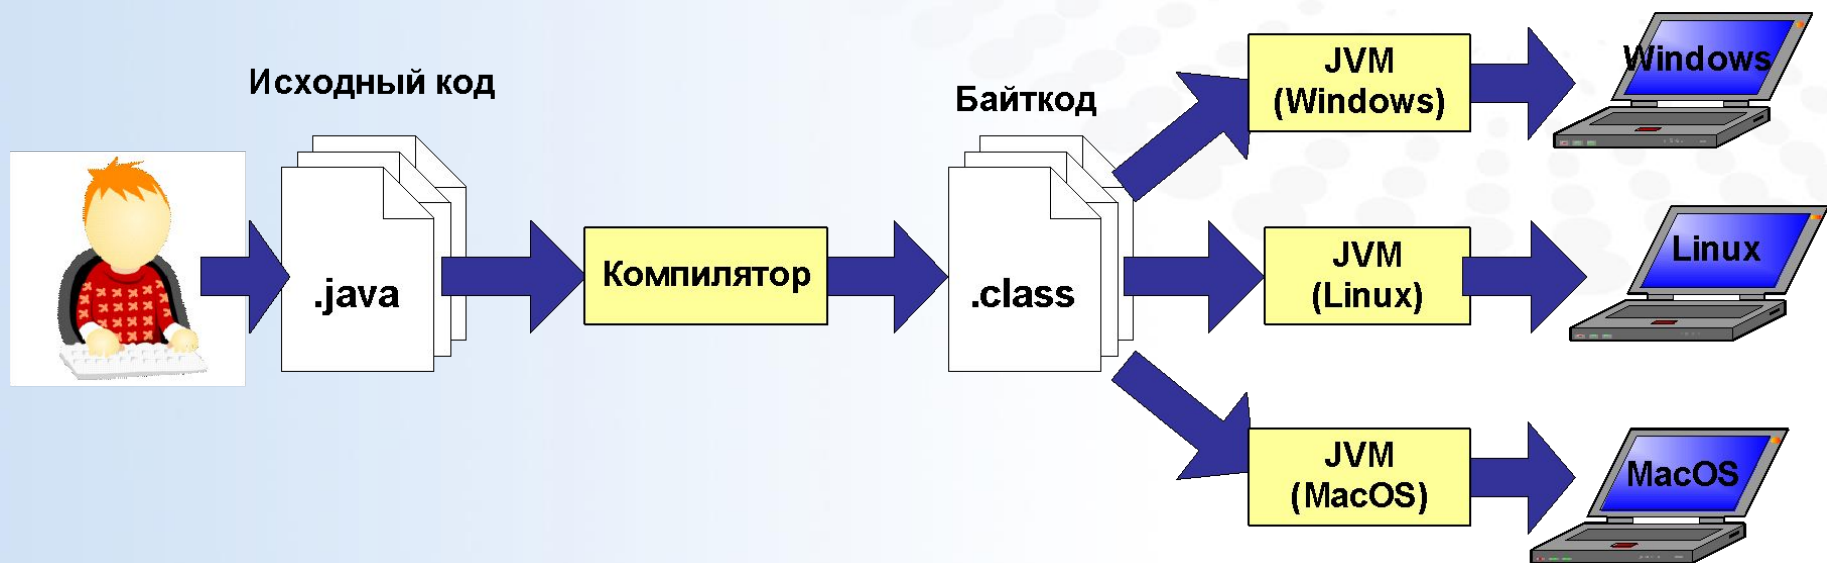 Исходный код
.java
Компилятор
Байткод
.class
JVM
(Windows)
Windows
JVM
(Linux)
Linux
JVM
(MacOS)
MacOS